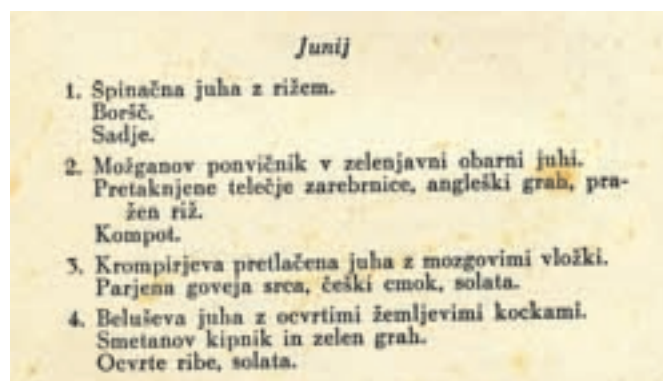 Junij
1. Špinačna juha z rižem.
Boršč.
Sadje.
2. Možganov ponvičnik v zelenjavni obarni juhi.
Pretaknjene telečje zarebrnice, angleški grah, pra-
žen riž.
Kompot.
3. Krompirjeva pretlačena juha z mozgovimi vložki.
Parjena goveja srca, češki cmok, solata.
4. Beluševa juha z ocvrtimi žemljevimi kockami.
Smetanov kipnik in zelen grah.
Ocvrte ribe, solata.